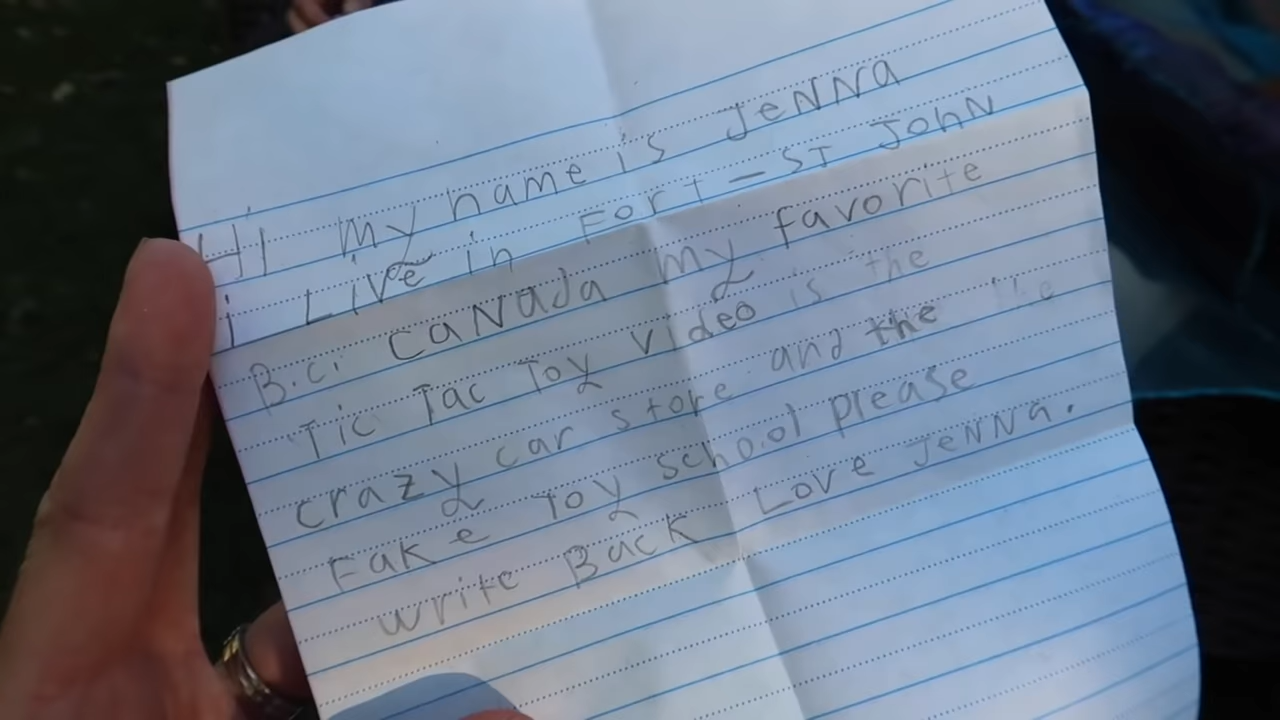 Hi my name is JeNNa
i Live in Fort - ST JohN
B.C. CaNada my favorite
Tic Tac Toy video is the
crazy car store and the
Fake Toy school please
write Back Love JeNNa.